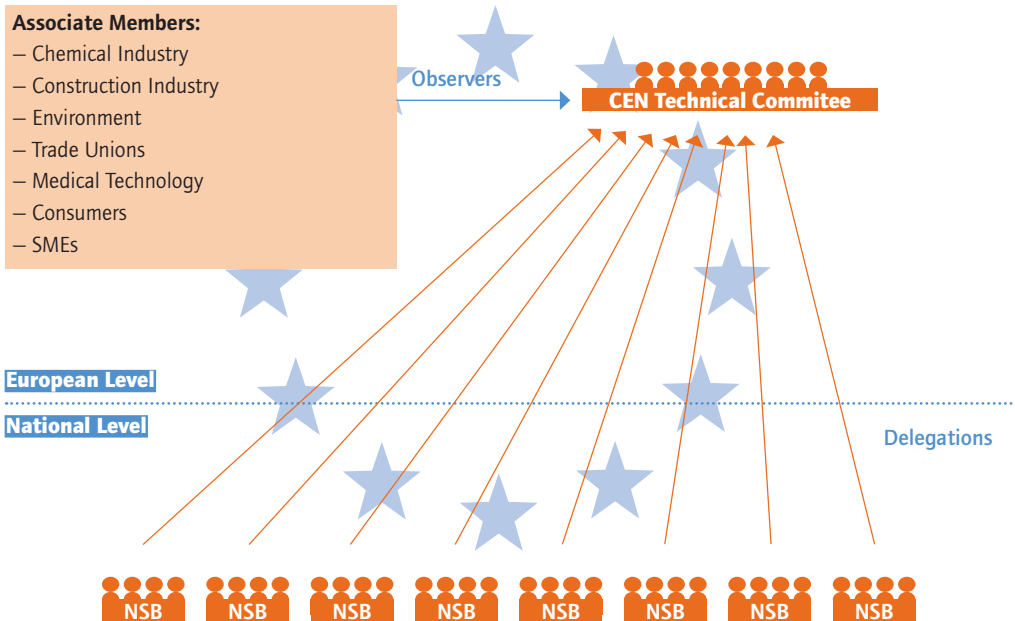 Associate Members:
– Chemical Industry
– Construction Industry
– Environment
– Trade Unions
– Medical Technology
– Consumers
– SMEs
Observers
CEN Technical Commitee
European Level
National Level
Delegations
NSB NSB NSB NSB NSB NSB NSB NSB